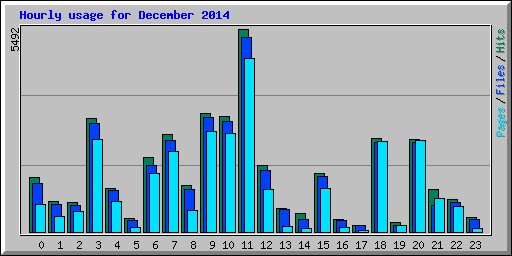 Hourly usage for December 2014
5492
Pages/Files/Hits
0 1 2 3 4 5 6 7 8 9 10 11 12 13 14 15 16 17 18 19 20 21 22 23